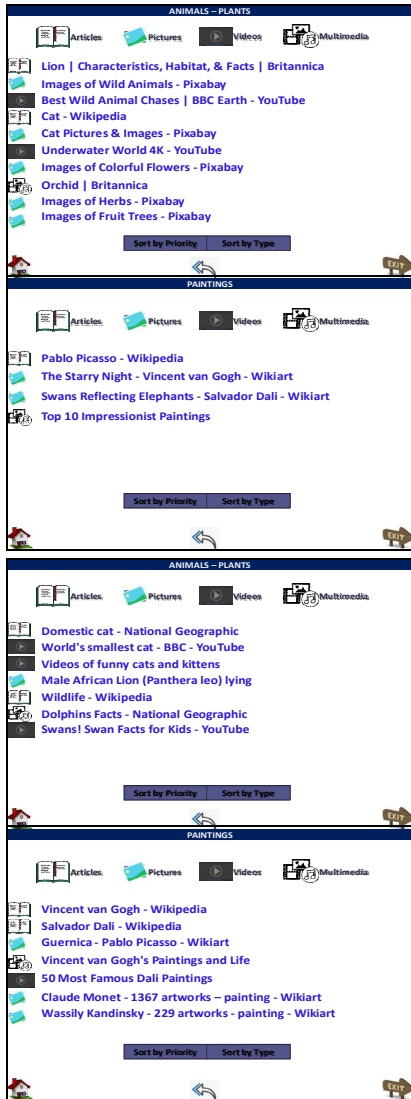 ANIMALS – PLANTS
Articles Pictures Videos Multimedia
Lion | Characteristics, Habitat, & Facts | Britannica
Images of Wild Animals - Pixabay
Best Wild Animal Chases | BBC Earth - YouTube
Cat - Wikipedia
Cat Pictures & Images - Pixabay
Underwater World 4K - YouTube
Images of Colorful Flowers - Pixabay
Orchid | Britannica
Images of Herbs - Pixabay
Images of Fruit Trees - Pixabay
Sort by Priority Sort by Type
EXIT
PAINTINGS
Articles Pictures Videos Multimedia
Pablo Picasso - Wikipedia
The Starry Night - Vincent van Gogh - Wikiart
Swans Reflecting Elephants - Salvador Dali - Wikiart
Top 10 Impressionist Paintings
Sort by Priority Sort by Type
EXIT
ANIMALS – PLANTS
Articles Pictures Videos Multimedia
Domestic cat - National Geographic
World's smallest cat - BBC - YouTube
Videos of funny cats and kittens
Male African Lion (Panthera leo) lying
Wildlife - Wikipedia
Dolphins Facts - National Geographic
Swans! Swan Facts for Kids - YouTube
Sort by Priority Sort by Type
EXIT
PAINTINGS
Articles Pictures Videos Multimedia
Vincent van Gogh - Wikipedia
Salvador Dali - Wikipedia
Guernica - Pablo Picasso - Wikiart
Vincent van Gogh's Paintings and Life
50 Most Famous Dali Paintings
Claude Monet - 1367 artworks – painting - Wikiart
Wassily Kandinsky - 229 artworks - painting - Wikiart
Sort by Priority Sort by Type
EXIT